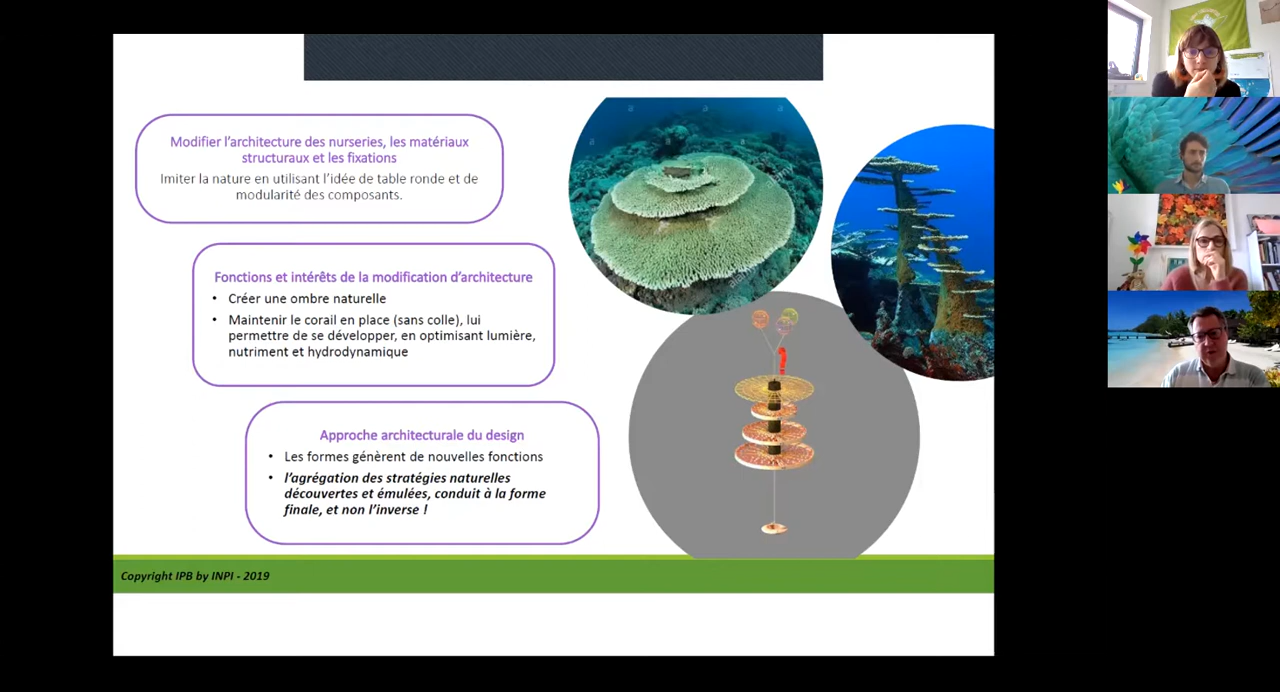 Modifier l'architecture des nurseries, les matériaux
structuraux et les fixations
Imiter la nature en utilisant l'idée de table ronde et de
modularité des composants.
Fonctions et intérêts de la modification d'architecture
• Créer une ombre naturelle
• Maintenir le corail en place (sans colle), lui
permettre de se développer, en optimisant lumière,
nutriment et hydrodynamique
Approche architecturale du design
• Les formes génèrent de nouvelles fonctions
• l'agrégation des stratégies naturelles
découvertes et émulées, conduit à la forme
finale, et non l'inverse !
Copyright IPB by INPI - 2019